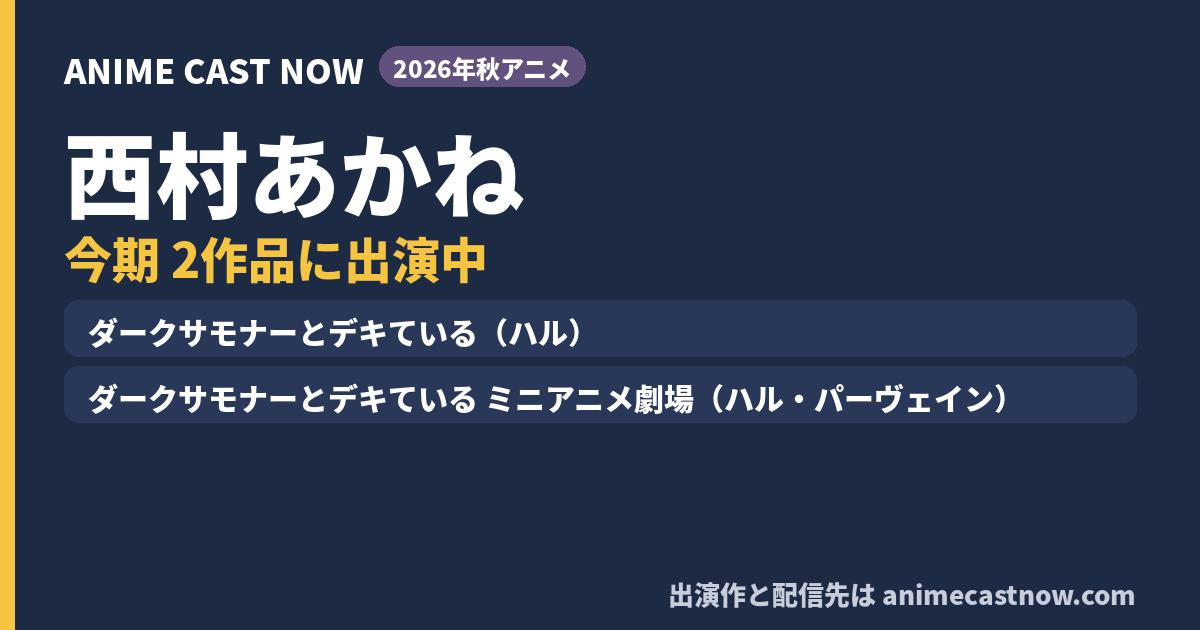 ANIME CAST NOW 2026年秋アニメ
西村あかね
今期 2作品に出演中
ダークサモナーとデキている（ハル）
ダークサモナーとデキている ミニアニメ劇場（ハル・パーヴェイン）
出演作と配信先は animecastnow.com